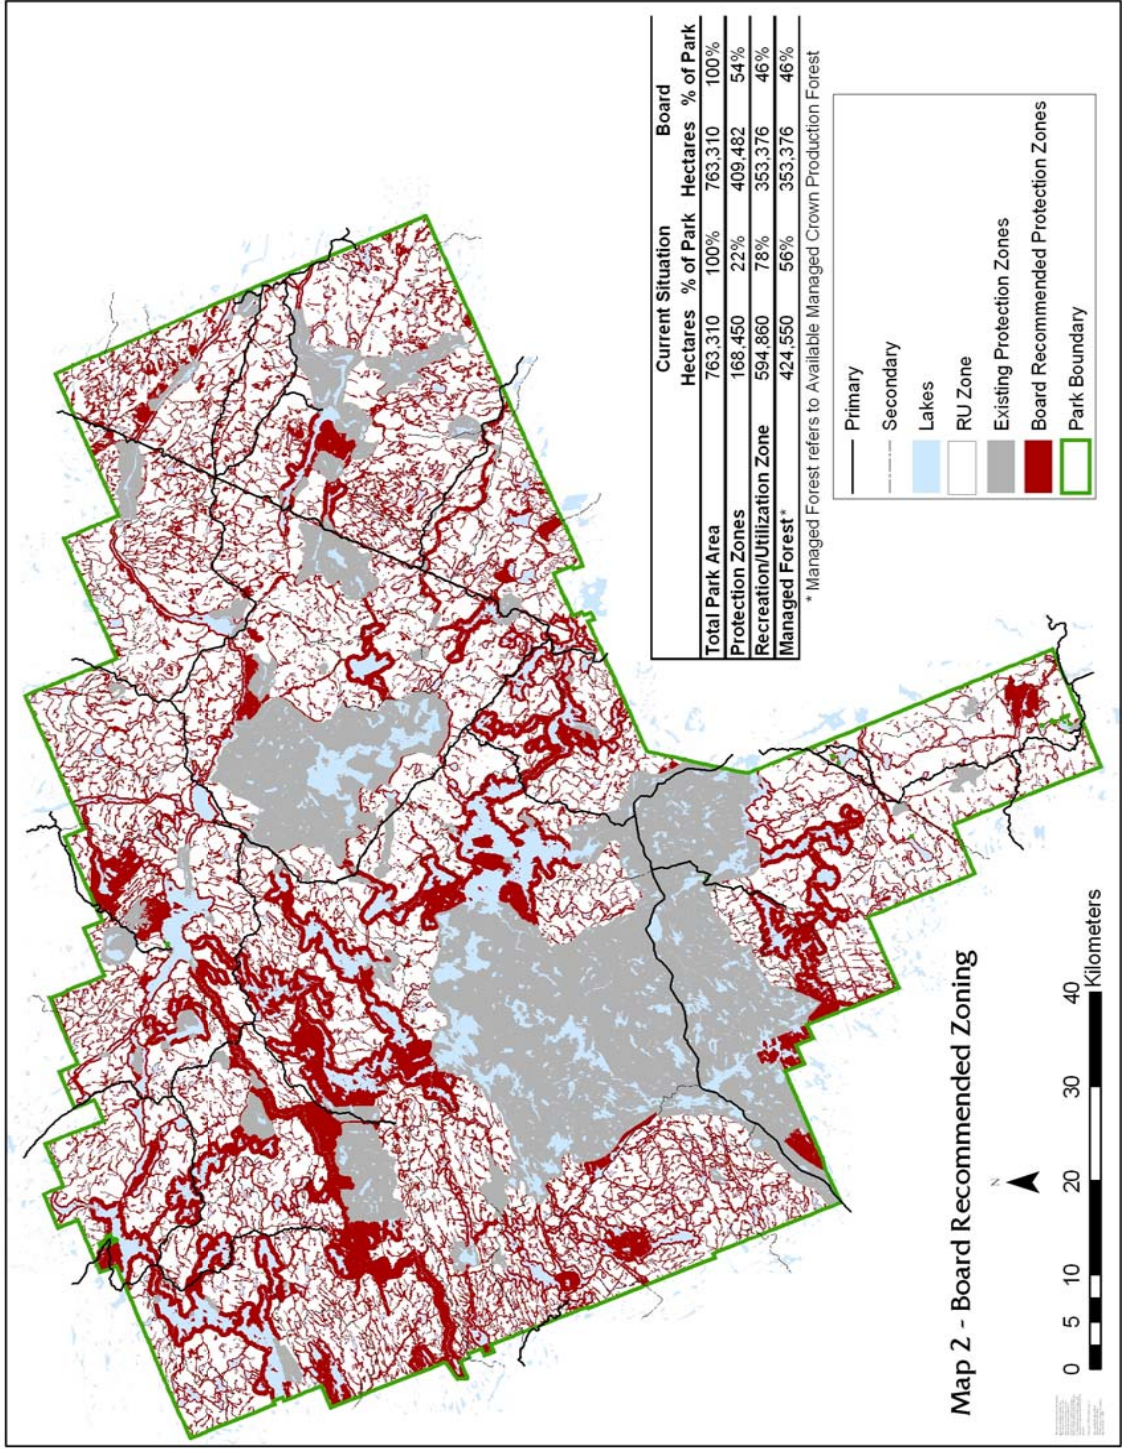 Current Situation Board
Hectares % of Park Hectares % of Park
Total Park Area 763,310 100% 763,310 100%
Protection Zones 168,450 22% 409,482 54%
Recreation/Utilization Zone 594,860 78% 353,376 46%
Managed Forest* 424,550 56% 353,376 46%
* Managed Forest refers to Available Managed Crown Production Forest
Primary
Secondary
Lakes
RU Zone
Existing Protection Zones
Board Recommended Protection Zones
Park Boundary
Map 2 - Board Recommended Zoning
N
0 5 10 20 30 40
Kilometers